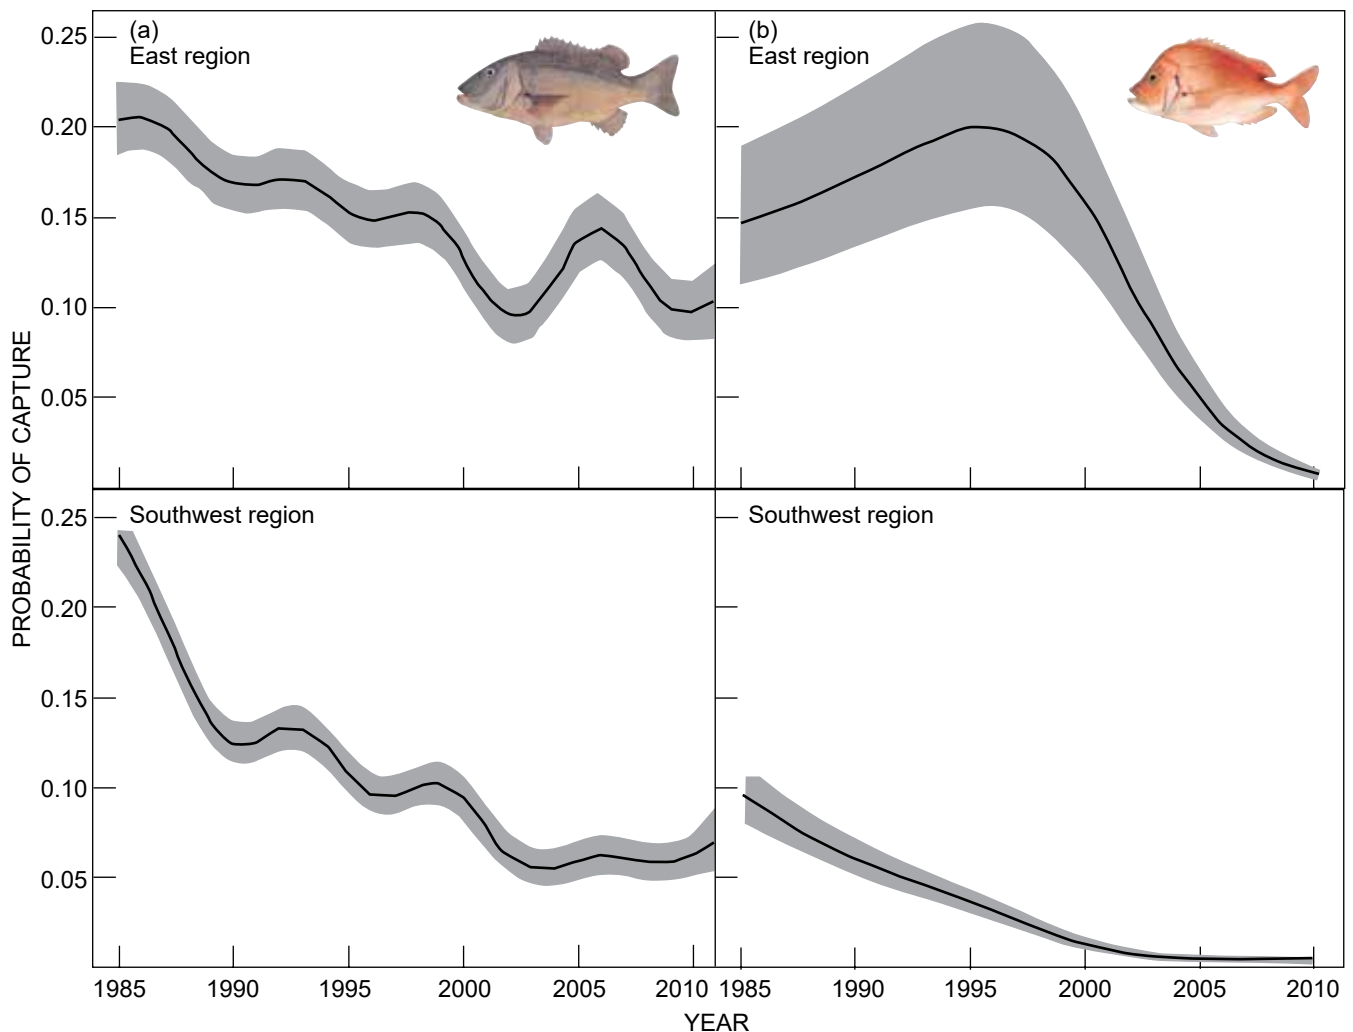 (a)
East region
(b)
East region
0.25
0.20
0.15
0.10
0.05
Southwest region
Southwest region
0.25
0.20
0.15
0.10
0.05
PROBABILITY OF CAPTURE
1985 1990 1995 2000 2005 2010 1985 1990 1995 2000 2005 2010
YEAR